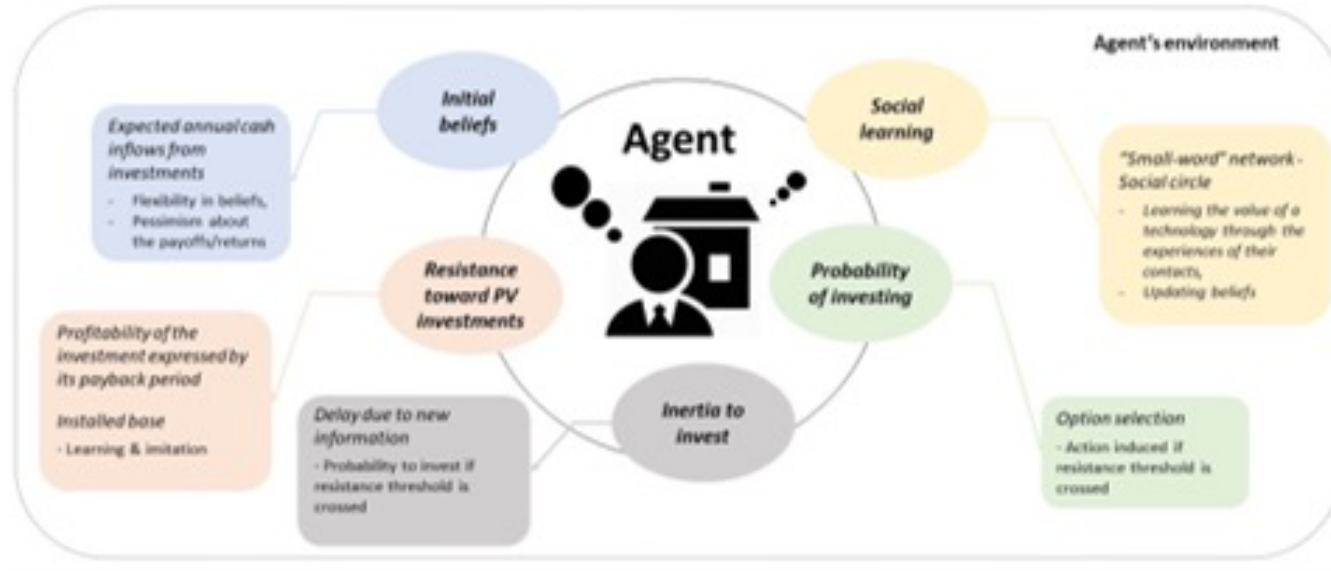 Agent's environment
Initial
beliefs
Social
learning
Agent
Expected annual cash
inflows from
investments
- Flexibility in beliefs,
- Pessimism about
the payoffs/returns
"Small-word" network -
Social circle
- Learning the value of a
technology through the
experiences of their
contacts,
- Updating beliefs
Resistance
toward PV
investments
Probability
of investing
Profitability of the
investment expressed by
its payback period
Installed base
- Learning & imitation
Delay due to new
information
- Probability to invest if
resistance threshold is
crossed
Inertia to
invest
Option selection
- Action induced if
resistance threshold is
crossed